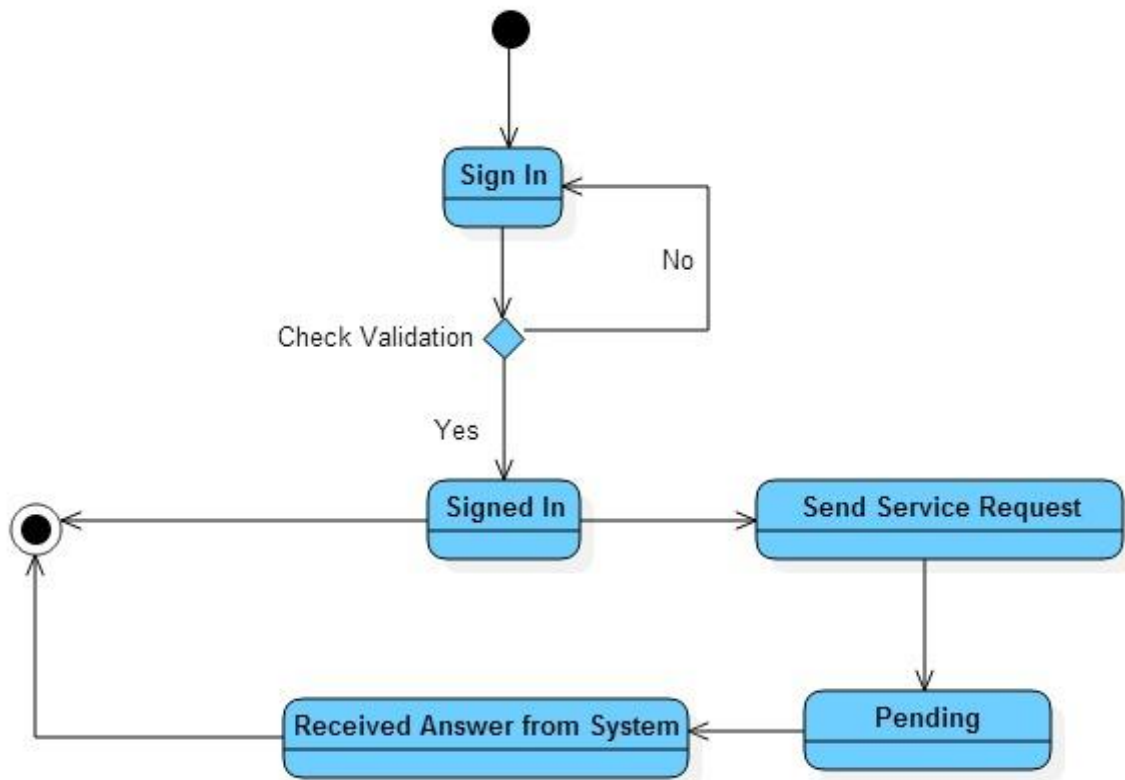 Sign In
No
Check Validation
Yes
Signed In
Send Service Request
Received Answer from System
Pending